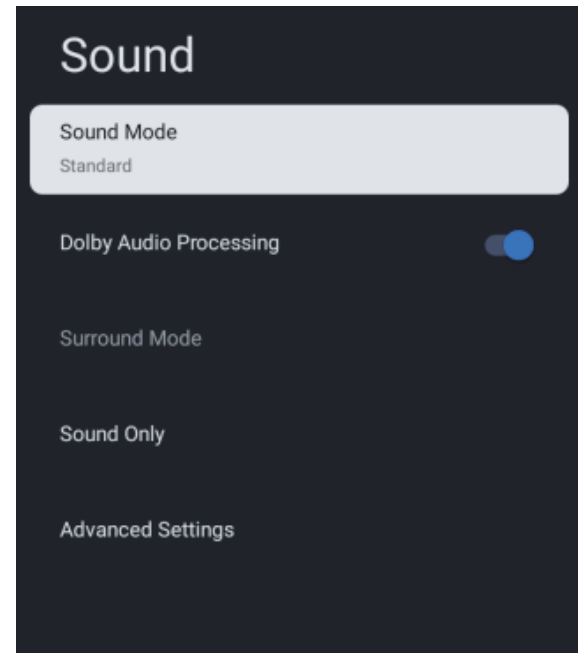 Sound
Sound Mode
Standard
Dolby Audio Processing
Surround Mode
Sound Only
Advanced Settings